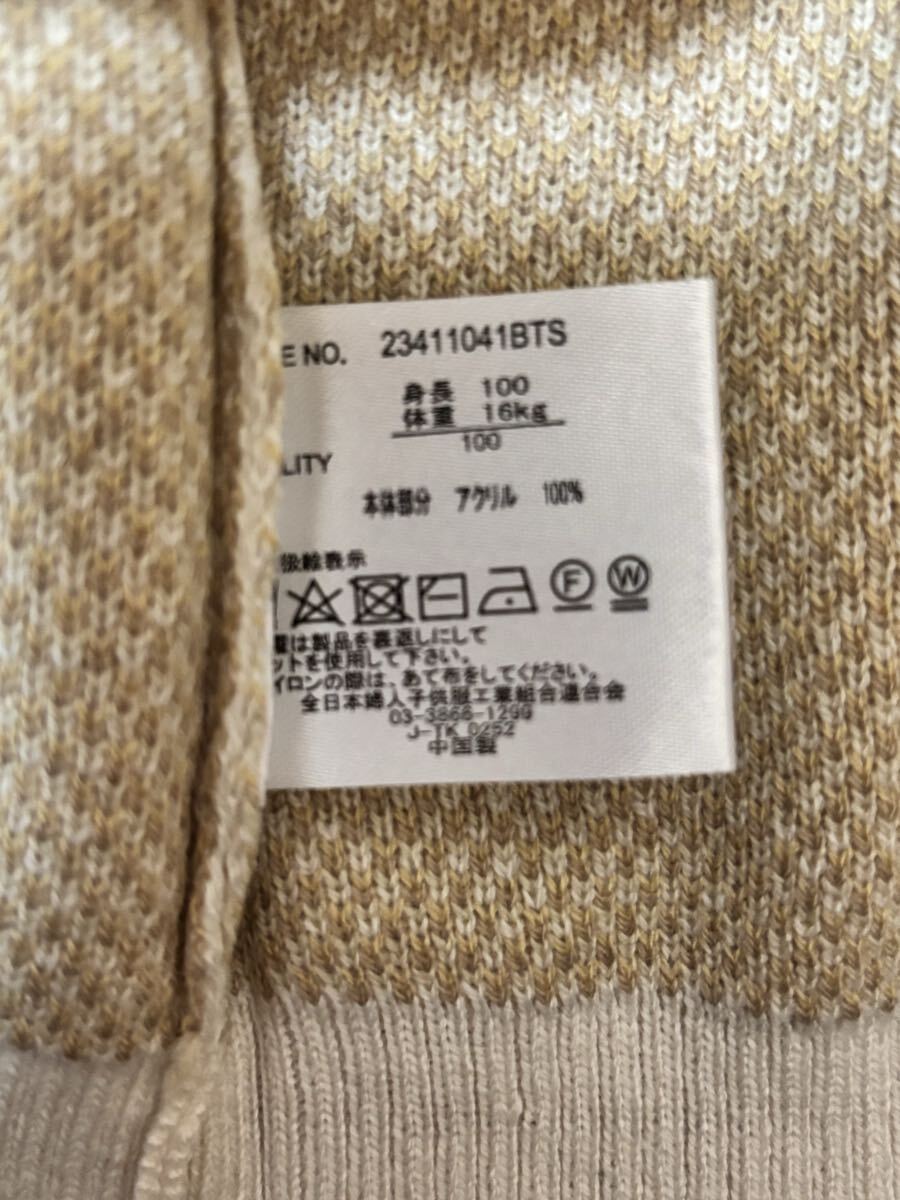 E NO. 23411041BTS
身長 100
体重 16kg
100
LITY
本体部分 アクリル 100%
扱絵表示
F W
は製品を裏返しにして
ットを使用して下さい。
イロンの際は、あて布をしてください。
全日本婦人子供服工業組合連合会
03-3868-1299
J-TK 0252
中国製